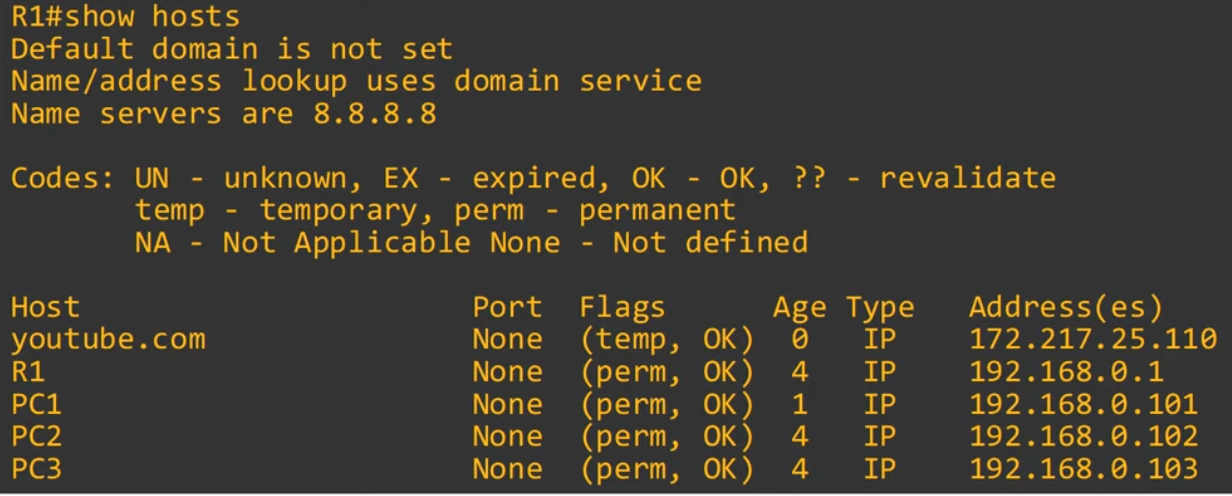 R1#show hosts
Default domain is not set
Name/address lookup uses domain service
Name servers are 8.8.8.8
Codes: UN - unknown, EX - expired, OK - OK, ?? - revalidate
temp - temporary, perm - permanent
NA - Not Applicable None - Not defined
Host Port Flags Age Type Address(es)
youtube.com None (temp, OK) 0 IP 172.217.25.110
R1 None (perm, OK) 4 IP 192.168.0.1
PC1 None (perm, OK) 1 IP 192.168.0.101
PC2 None (perm, OK) 4 IP 192.168.0.102
PC3 None (perm, OK) 4 IP 192.168.0.103